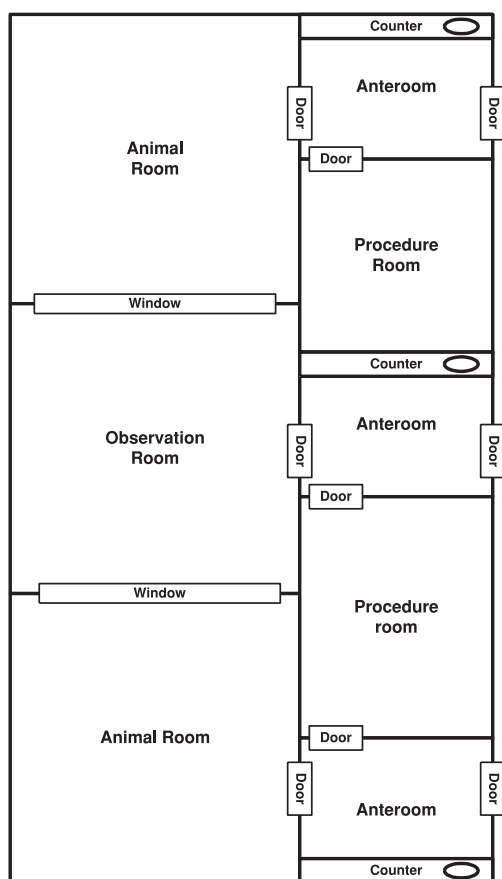 Counter
Anteroom
Door
Door
Door
Animal
Room
Procedure
Room
Window
Counter
Anteroom
Door
Door
Door
Observation
Room
Window
Procedure
room
Animal Room
Door
Door
Door
Anteroom
Counter